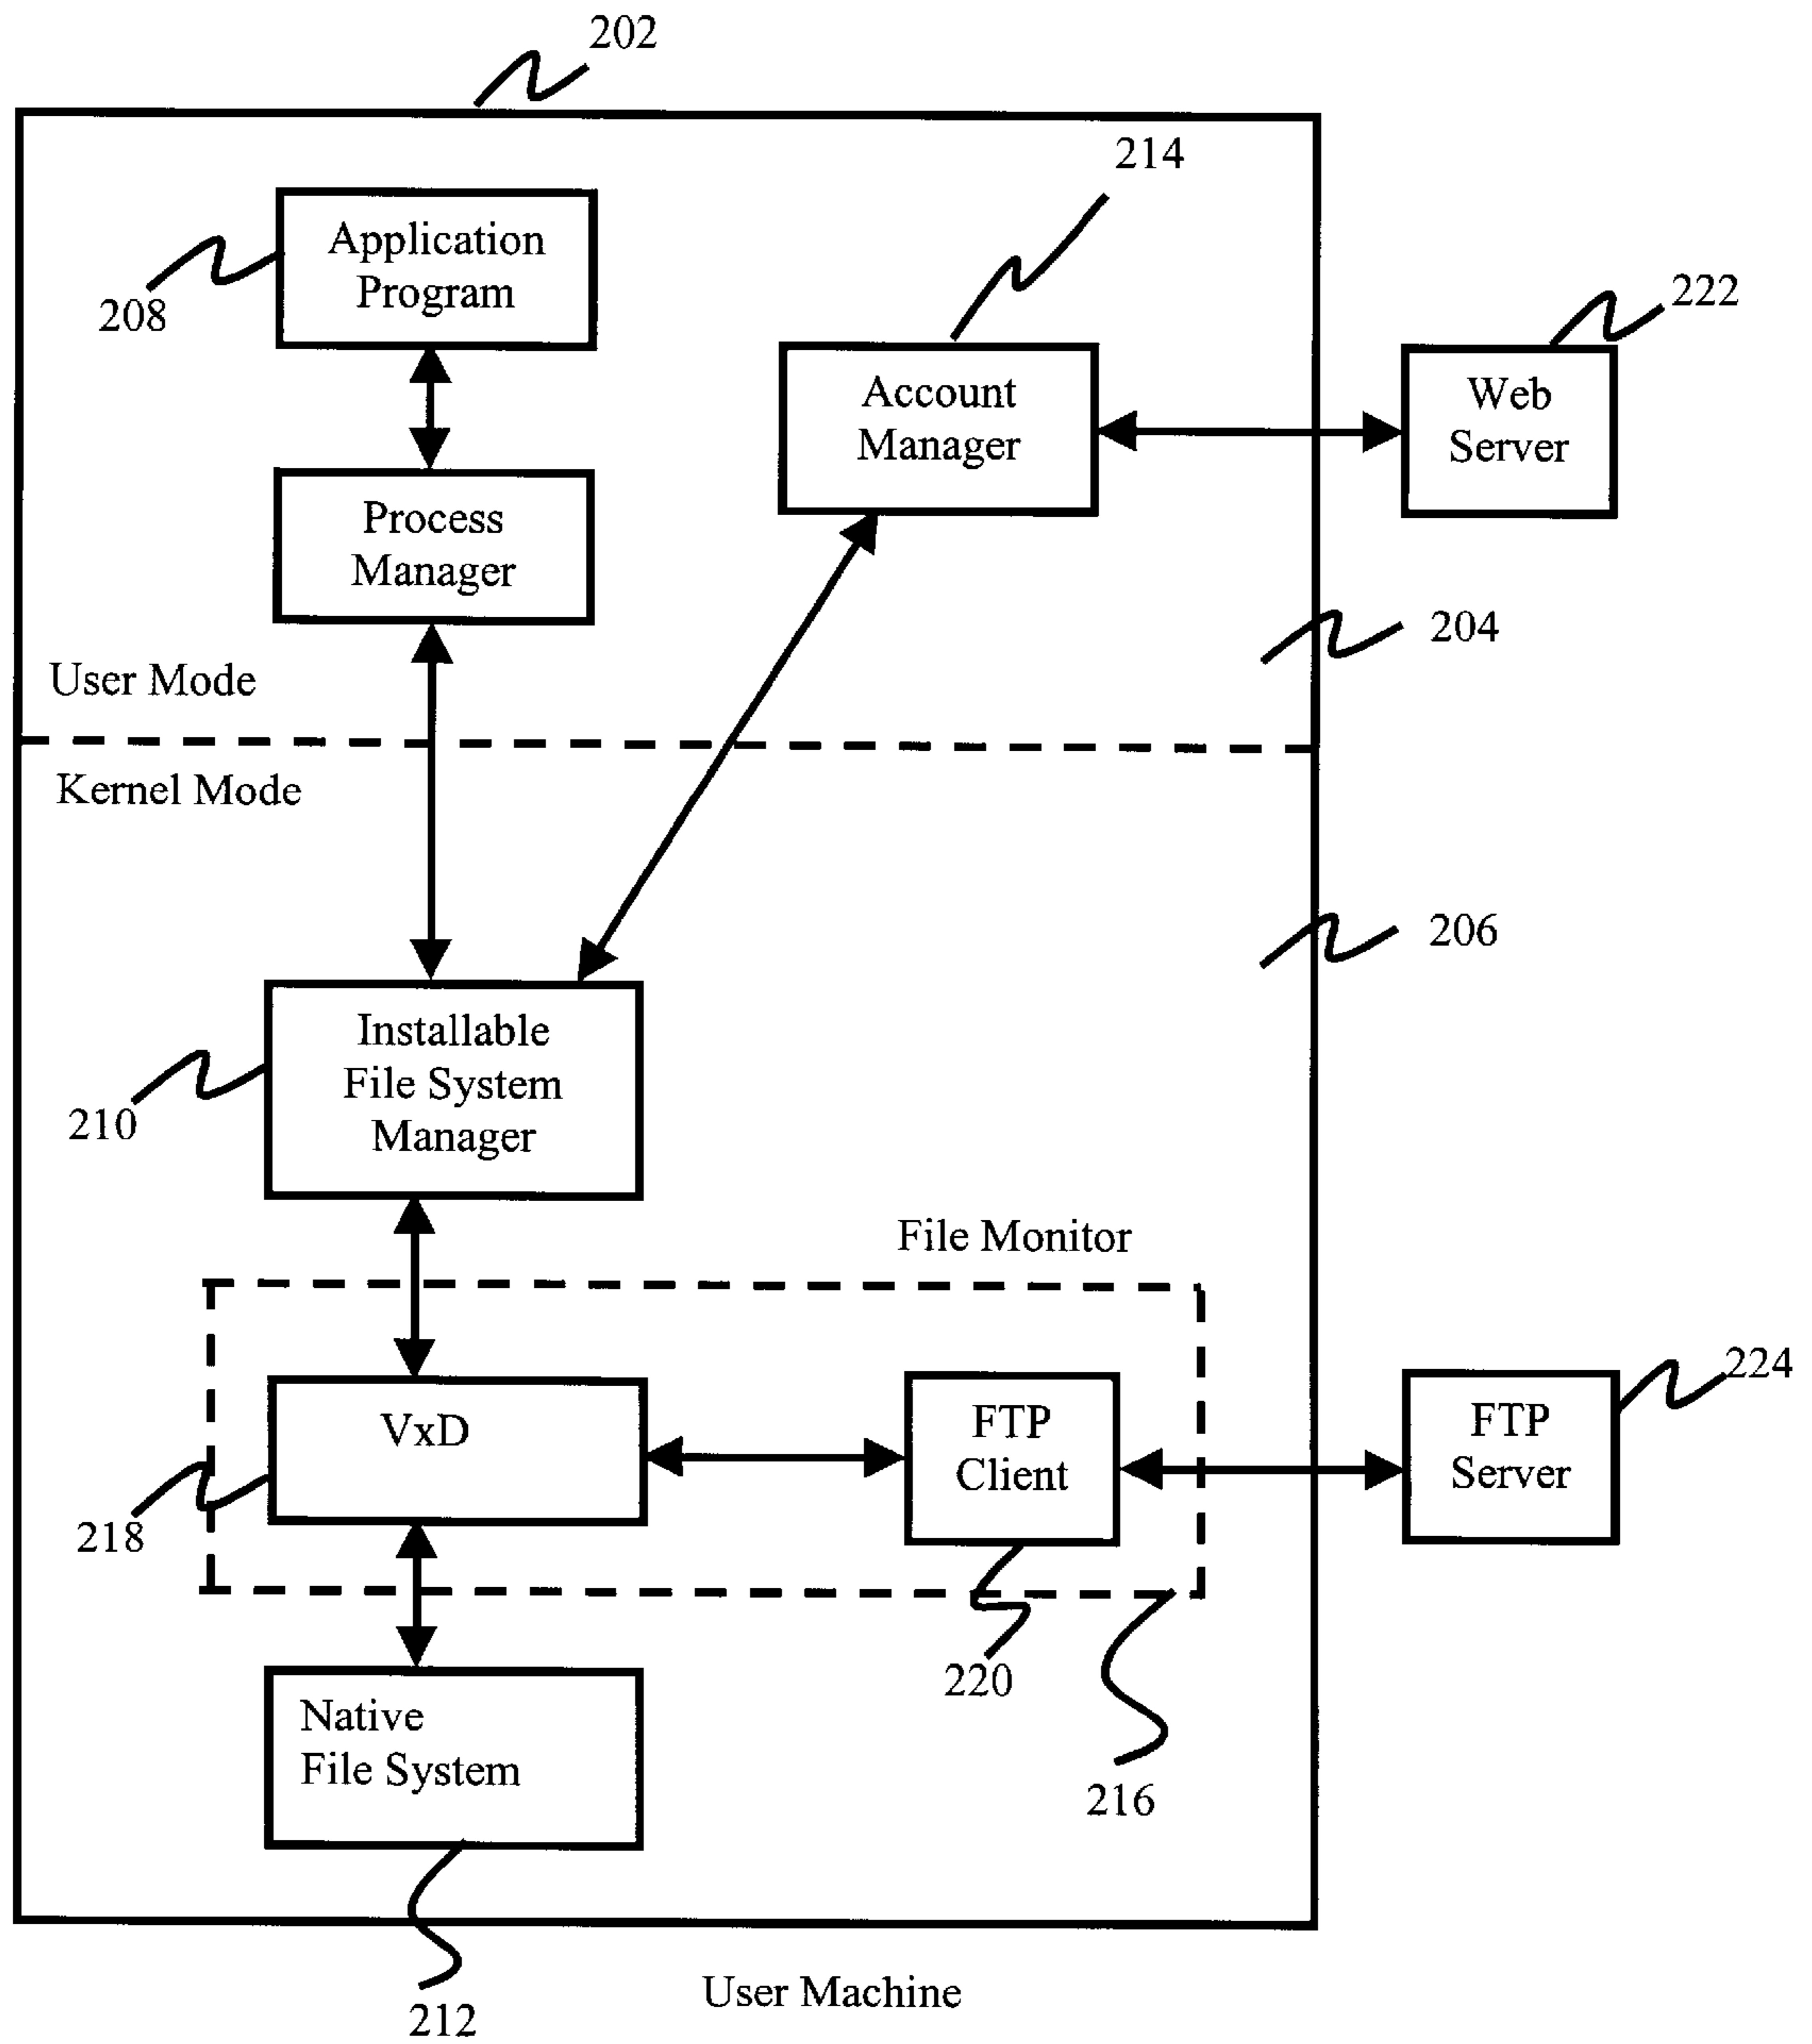 202
214
Application
Program
208
222
Account
Manager
Web
Server
Process
Manager
204
User Mode
Kernel Mode
206
Installable
File System
Manager
210
File Monitor
224
VxD
FTP
Client
FTP
Server
218
220
Native
File System
216
User Machine
212